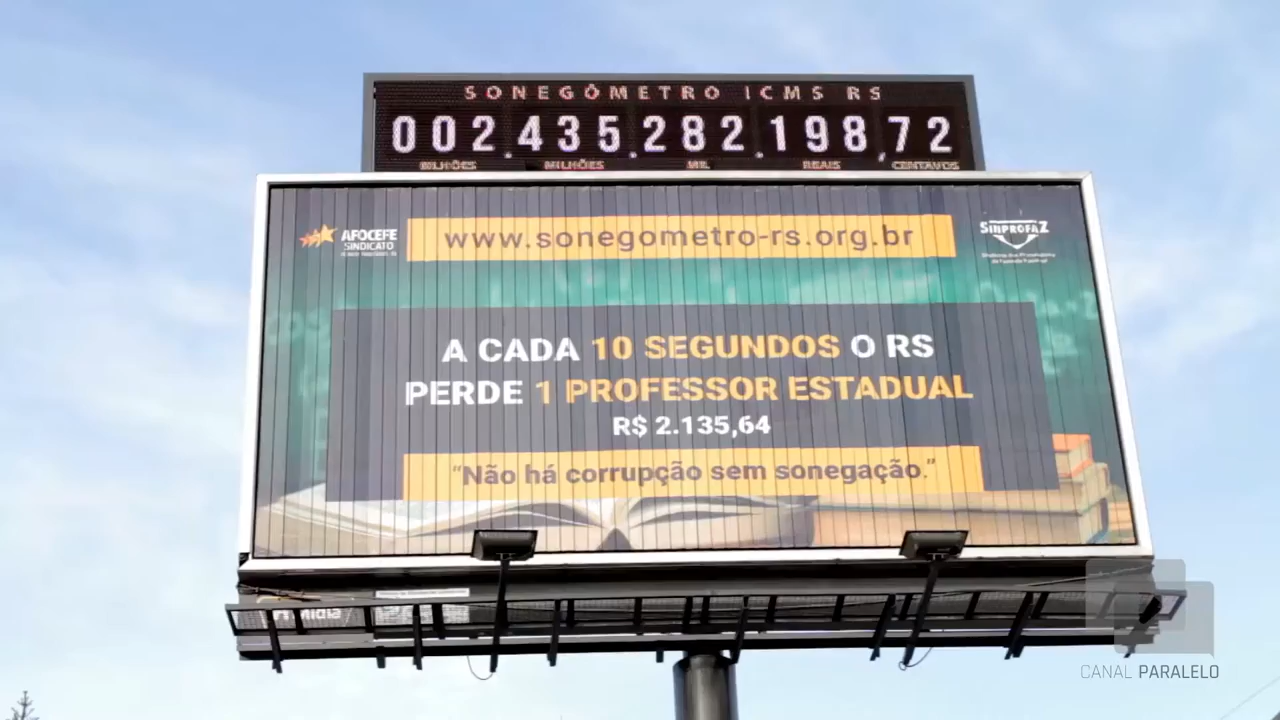 SONEGÔMETRO ICMS RS
002.435.282.198,72
BILHÕES MILHÕES MIL REAIS CENTAVOS
AFOCEFE
SINDICATO
www.sonegometro-rs.org.br
SINPROFAZ
A CADA 10 SEGUNDOS O RS
PERDE 1 PROFESSOR ESTADUAL
R$ 2.135,64
"Não há corrupção sem sonegação."
mídia
CANAL PARALELO